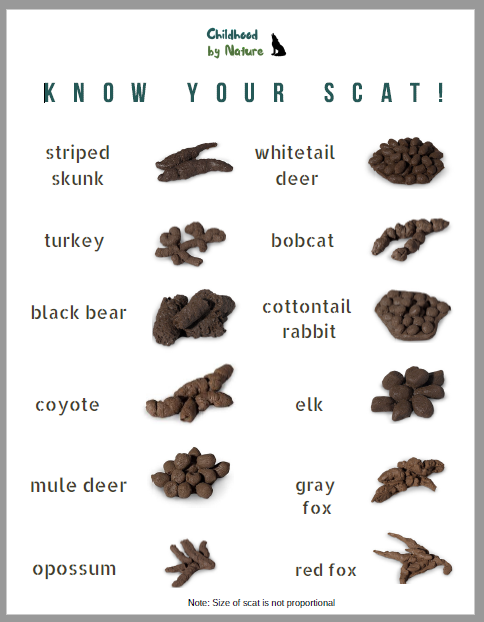 Childhood
by Nature
KNOW YOUR SCAT!
striped
skunk
whitetail
deer
turkey
bobcat
black bear
cottontail
rabbit
coyote
elk
mule deer
gray
fox
opossum
red fox
Note: Size of scat is not proportional